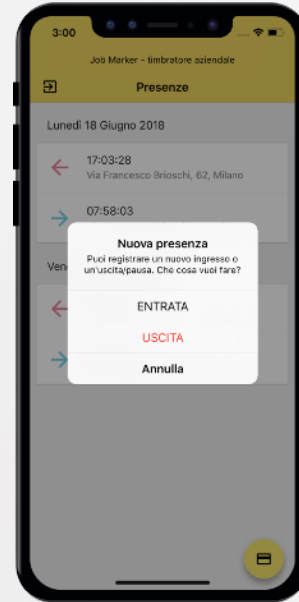 3:00
Job Marker - timbratore aziendale
Presenze
Lunedì 18 Giugno 2018
17:03:28
Via Francesco Brioschi, 62, Milano
07:58:03
Nuova presenza
Puoi registrare un nuovo ingresso o
un'uscita/pausa. Che cosa vuoi fare?
ENTRATA
USCITA
Annulla